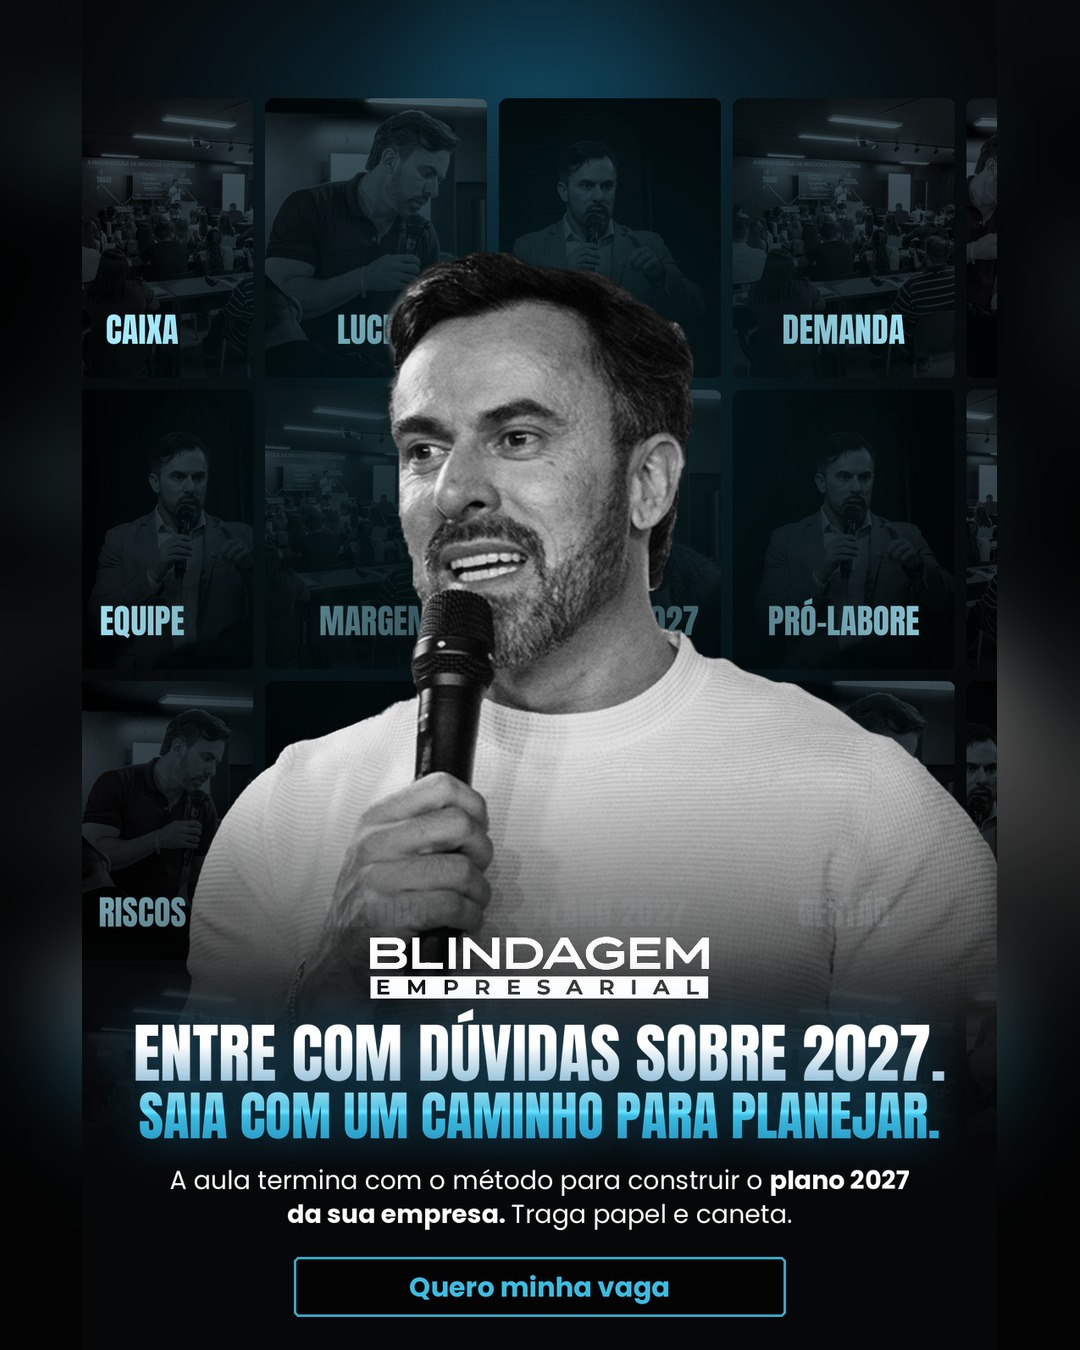 CAIXA
DEMANDA
EQUIPE
MARGEM
PRÓ-LABORE
RISCOS
BLINDAGEM
EMPRESARIAL
ENTRE COM DÚVIDAS SOBRE 2027.
SAIA COM UM CAMINHO PARA PLANEJAR.
A aula termina com o método para construir o plano 2027
da sua empresa. Traga papel e caneta.
Quero minha vaga